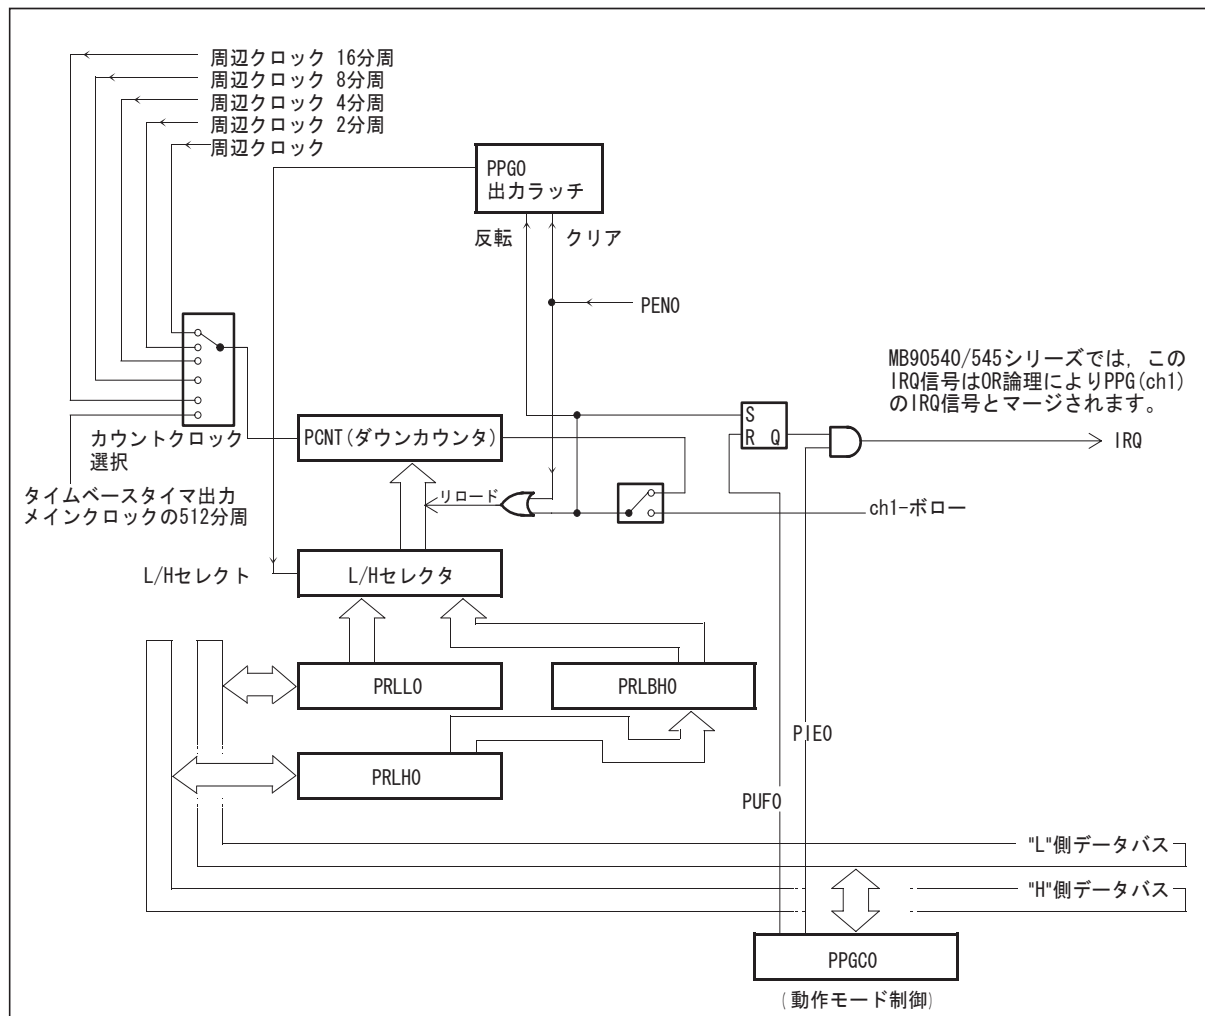 周辺クロック 16分周
周辺クロック 8分周
周辺クロック 4分周
周辺クロック 2分周
周辺クロック
PPG0
出力ラッチ
反転
クリア
PEN0
MB90540/545シリーズでは, この
IRQ信号はOR論理によりPPG(ch1)
のIRQ信号とマージされます。
S
R Q
IRQ
カウントクロック
選択
PCNT(ダウンカウンタ)
タイムベースタイマ出力
メインクロックの512分周
リロード
ch1-ボロー
L/Hセレクト
L/Hセレクタ
PRLL0
PRLBH0
PIE0
PRLH0
PUF0
"L"側データバス
"H"側データバス
PPGC0
(動作モード制御)